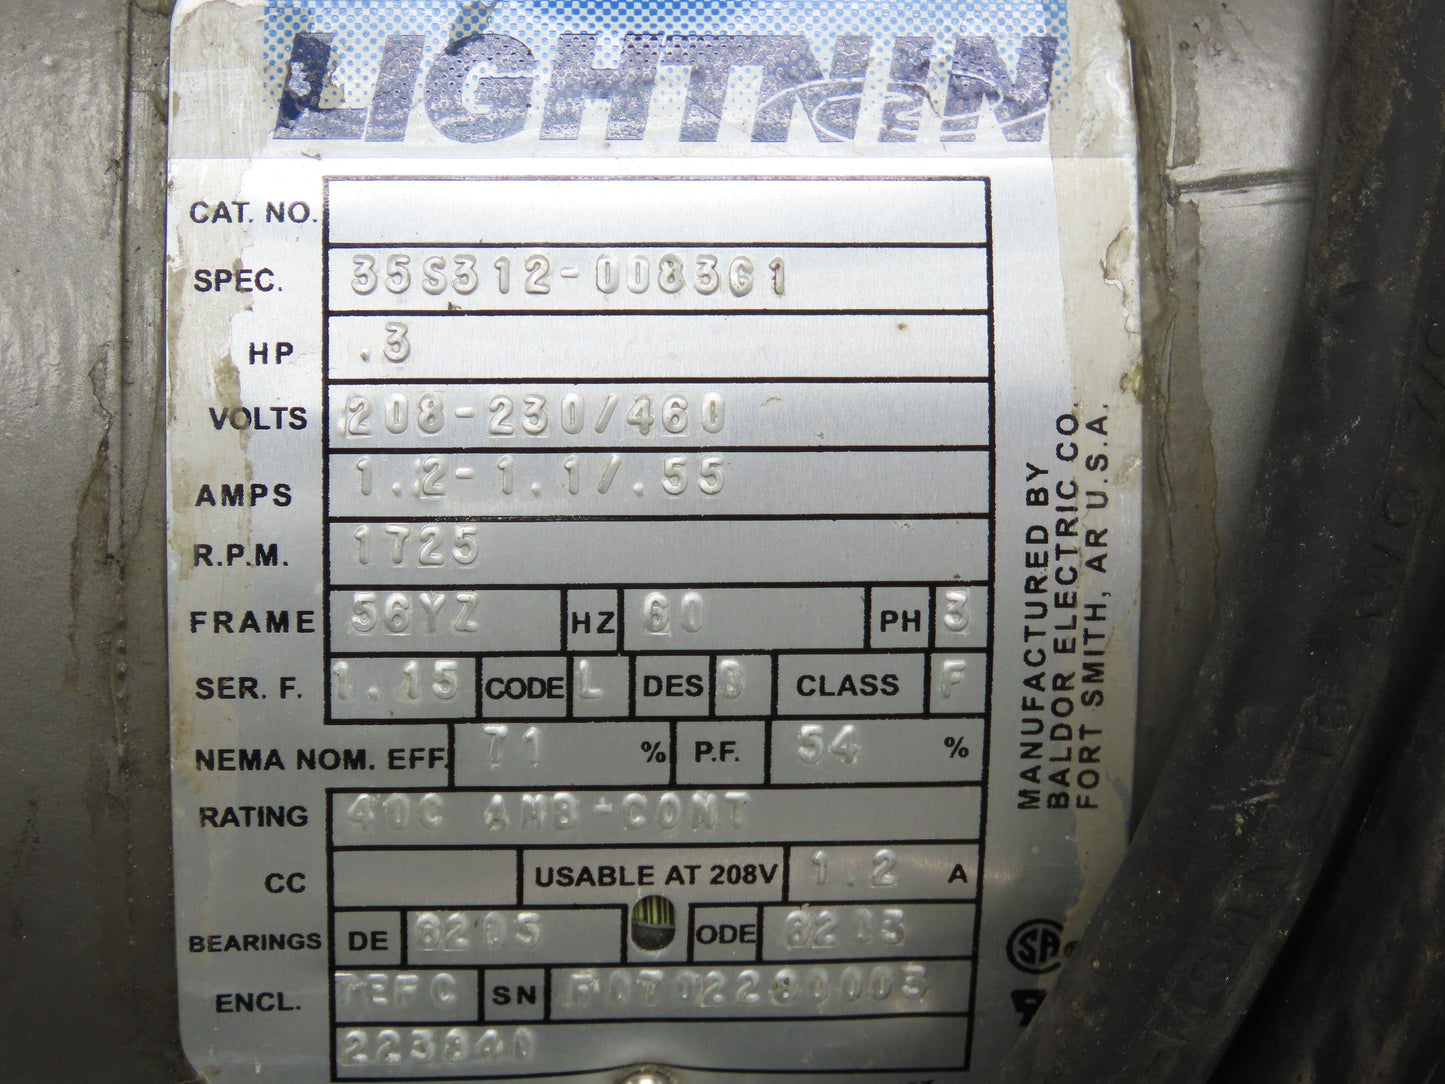 LIGHTNIN
CAT. NO.
SPEC. 35S312-0083G1
HP .3
VOLTS 208-230/460
AMPS 1.2-1.1/.55
R.P.M. 1725
FRAME 56YZ HZ 60 PH 3
SER. F. 1.15 CODE L DES B CLASS F
NEMA NOM. EFF. 71 % P.F. 54 %
RATING 40C AMB-CONT
CC USABLE AT 208V 1.2 A
BEARINGS DE 6205 ODE 6203
ENCL. TEFC SN F0702280003
223840
MANUFACTURED BY
BALDOR ELECTRIC CO.
FORT SMITH, AR U.S.A.
SA ®